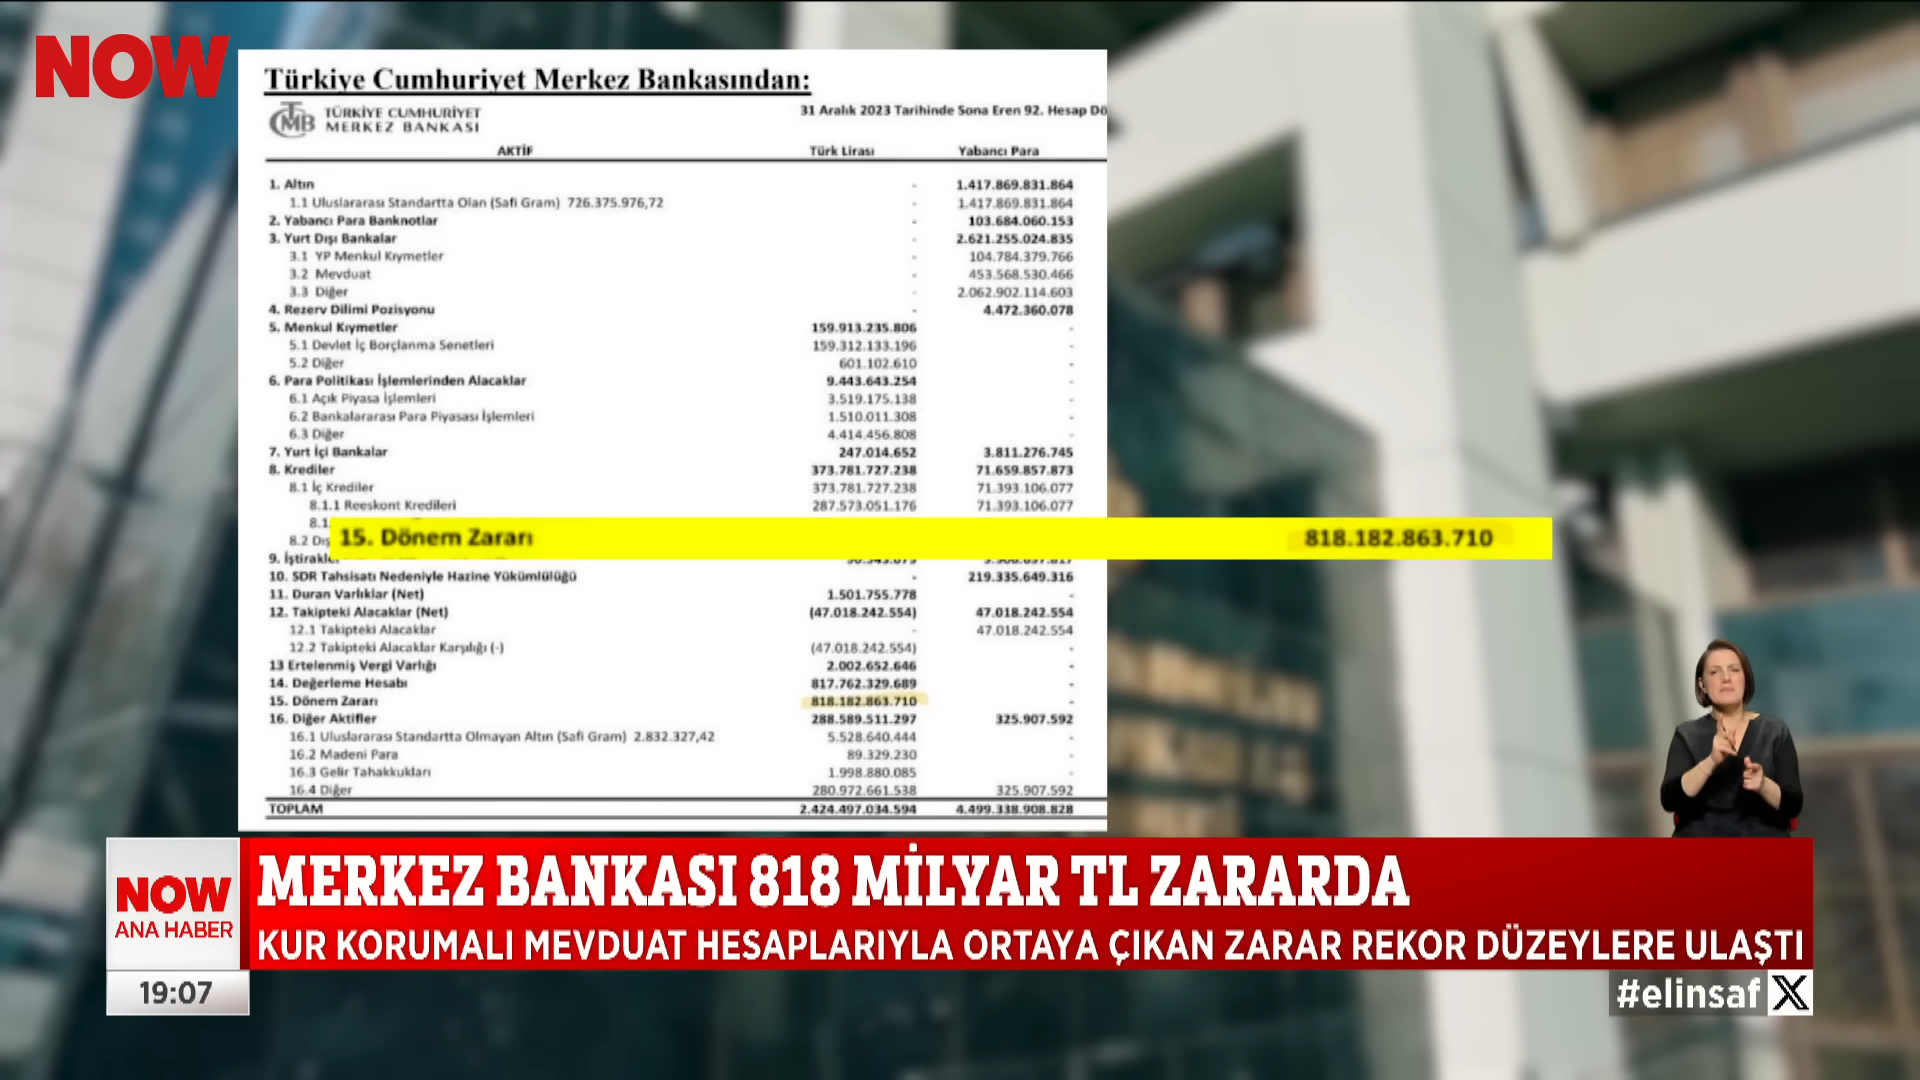 NOW
Türkiye Cumhuriyet Merkez Bankasından:
TCMB TÜRKİYE CUMHURİYET
MERKEZ BANKASI
31 Aralık 2023 Tarihinde Sona Eren 92. Hesap Dö
AKTİF Türk Lirası Yabancı Para
1. Altın - 1.417.869.831.864
1.1 Uluslararası Standartta Olan (Safi Gram) 726.375.976,72 - 1.417.869.831.864
2. Yabancı Para Banknotlar - 103.684.060.153
3. Yurt Dışı Bankalar - 2.621.255.024.835
3.1 YP Menkul Kıymetler - 104.784.379.766
3.2 Mevduat - 453.568.530.466
3.3 Diğer - 2.062.902.114.603
4. Rezerv Dilimi Pozisyonu - 4.472.360.078
5. Menkul Kıymetler 159.913.235.806 -
5.1 Devlet İç Borçlanma Senetleri 159.312.133.196 -
5.2 Diğer 601.102.610 -
6. Para Politikası İşlemlerinden Alacaklar 9.443.643.254 -
6.1 Açık Piyasa İşlemleri 3.519.175.138 -
6.2 Bankalararası Para Piyasası İşlemleri 1.510.011.308 -
6.3 Diğer 4.414.456.808 -
7. Yurt İçi Bankalar 247.014.652 3.811.276.745
8. Krediler 373.781.727.238 71.659.857.873
8.1 İç Krediler 373.781.727.238 71.393.106.077
8.1.1 Reeskont Kredileri 287.573.051.176 71.393.106.077
8.1.
8.2 Dış
15. Dönem Zararı 818.182.863.710
9. İştirakle
10. SDR Tahsisatı Nedeniyle Hazine Yükümlülüğü - 219.335.649.316
11. Duran Varlıklar (Net) 1.501.755.778 -
12. Takipteki Alacaklar (Net) (47.018.242.554) 47.018.242.554
12.1 Takipteki Alacaklar - 47.018.242.554
12.2 Takipteki Alacaklar Karşılığı (-) (47.018.242.554) -
13 Ertelenmiş Vergi Varlığı 2.002.652.646 -
14. Değerleme Hesabı 817.762.329.689 -
15. Dönem Zararı 818.182.863.710 -
16. Diğer Aktifler 288.589.511.297 325.907.592
16.1 Uluslararası Standartta Olmayan Altın (Safi Gram) 2.832.327,42 5.528.640.444 -
16.2 Madeni Para 89.329.230 -
16.3 Gelir Tahakkukları 1.998.880.085 -
16.4 Diğer 280.972.661.538 325.907.592
TOPLAM 2.424.497.034.594 4.499.338.908.828
NOW
ANA HABER
MERKEZ BANKASI 818 MİLYAR TL ZARARDA
KUR KORUMALI MEVDUAT HESAPLARIYLA ORTAYA ÇIKAN ZARAR REKOR DÜZEYLERE ULAŞTI
19:07
#elinsaf X